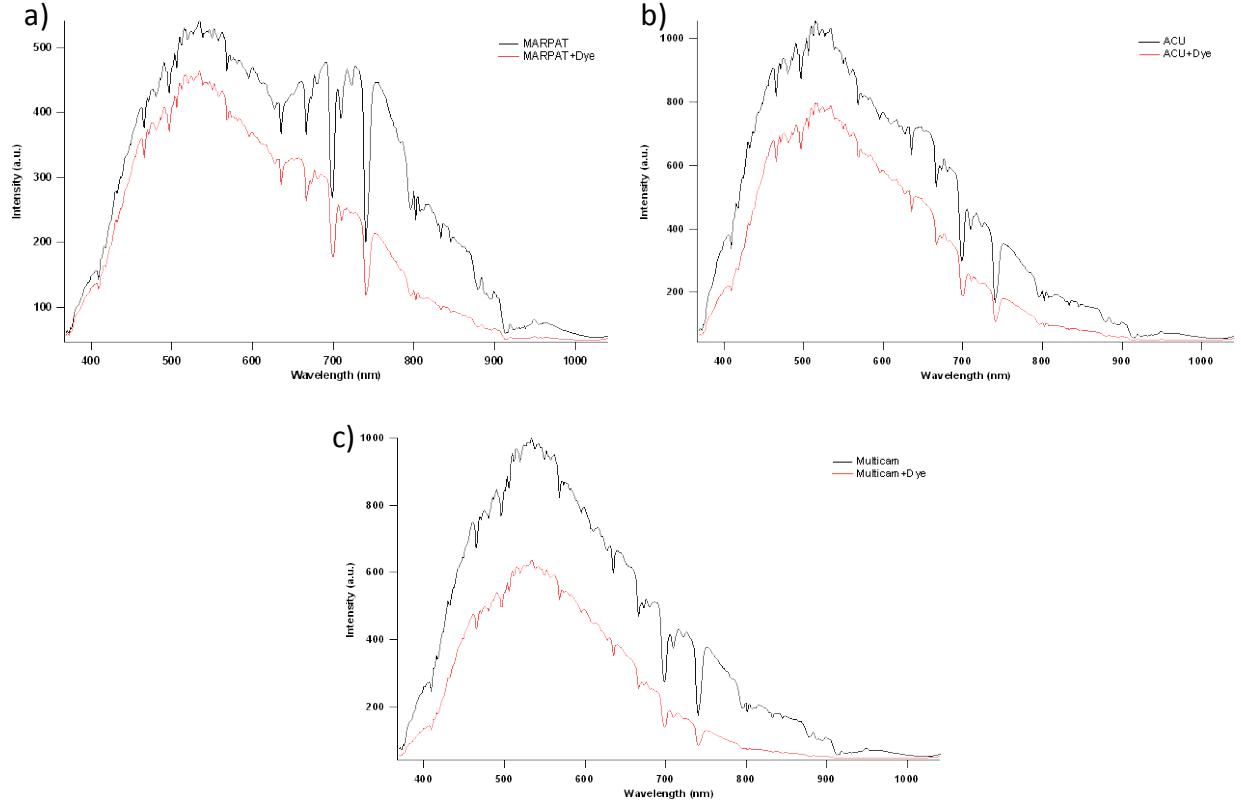 a)
MARPAT
MARPAT+Dye
Intensity (a.u.)
500
400
300
200
100
400 500 600 700 800 900 1000
Wavelength (nm)
b)
ACU
ACU+Dye
Intensity (a.u.)
1000
800
600
400
200
400 500 600 700 800 900 1000
Wavelength (nm)
c)
Multicam
Multicam+Dye
Intensity (a.u.)
1000
800
600
400
200
400 500 600 700 800 900 1000
Wavelength (nm)